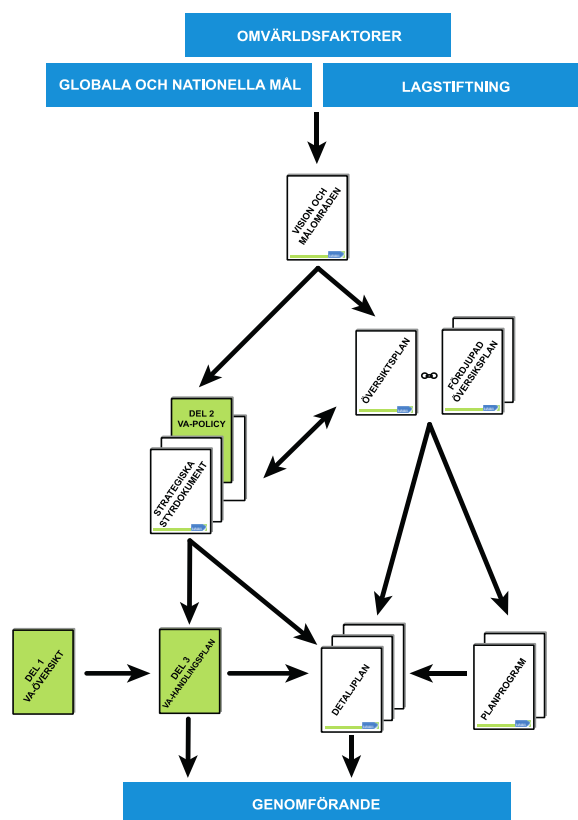 OMVÄRLDSFAKTORER
GLOBALA OCH NATIONELLA MÅL
LAGSTIFTNING
VISION OCH
MÅLOMRÅDEN
ÖVERSIKTSPLAN
FÖRDJUPAD
ÖVERSIKSPLAN
DEL 2
VA-POLICY
STRATEGISKA
STYRDOKUMENT
DEL 1
VA-ÖVERSIKT
DEL 3
VA-HANDLINGSPLAN
DETALJPLAN
PLANPROGRAM
GENOMFÖRANDE